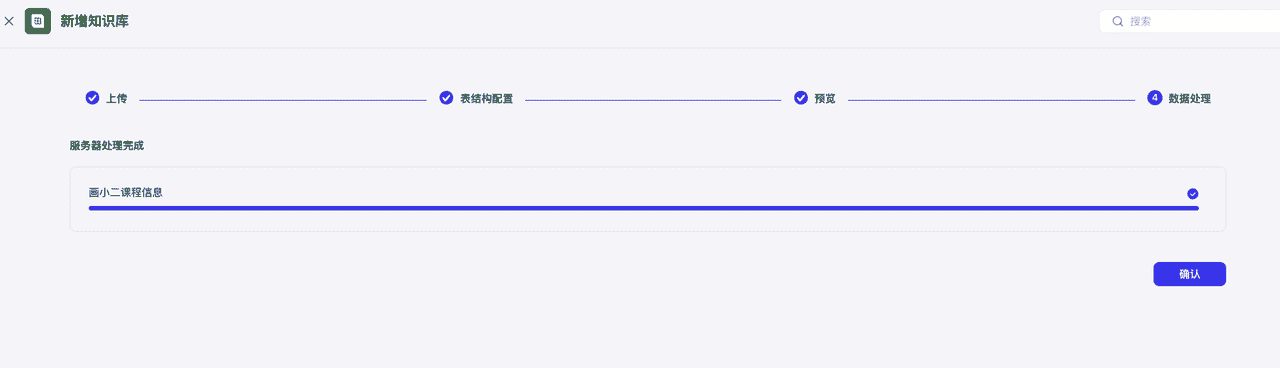 新增知识库
搜索
上传
表结构配置
预览
4 数据处理
服务器处理完成
画小二课程信息
确认